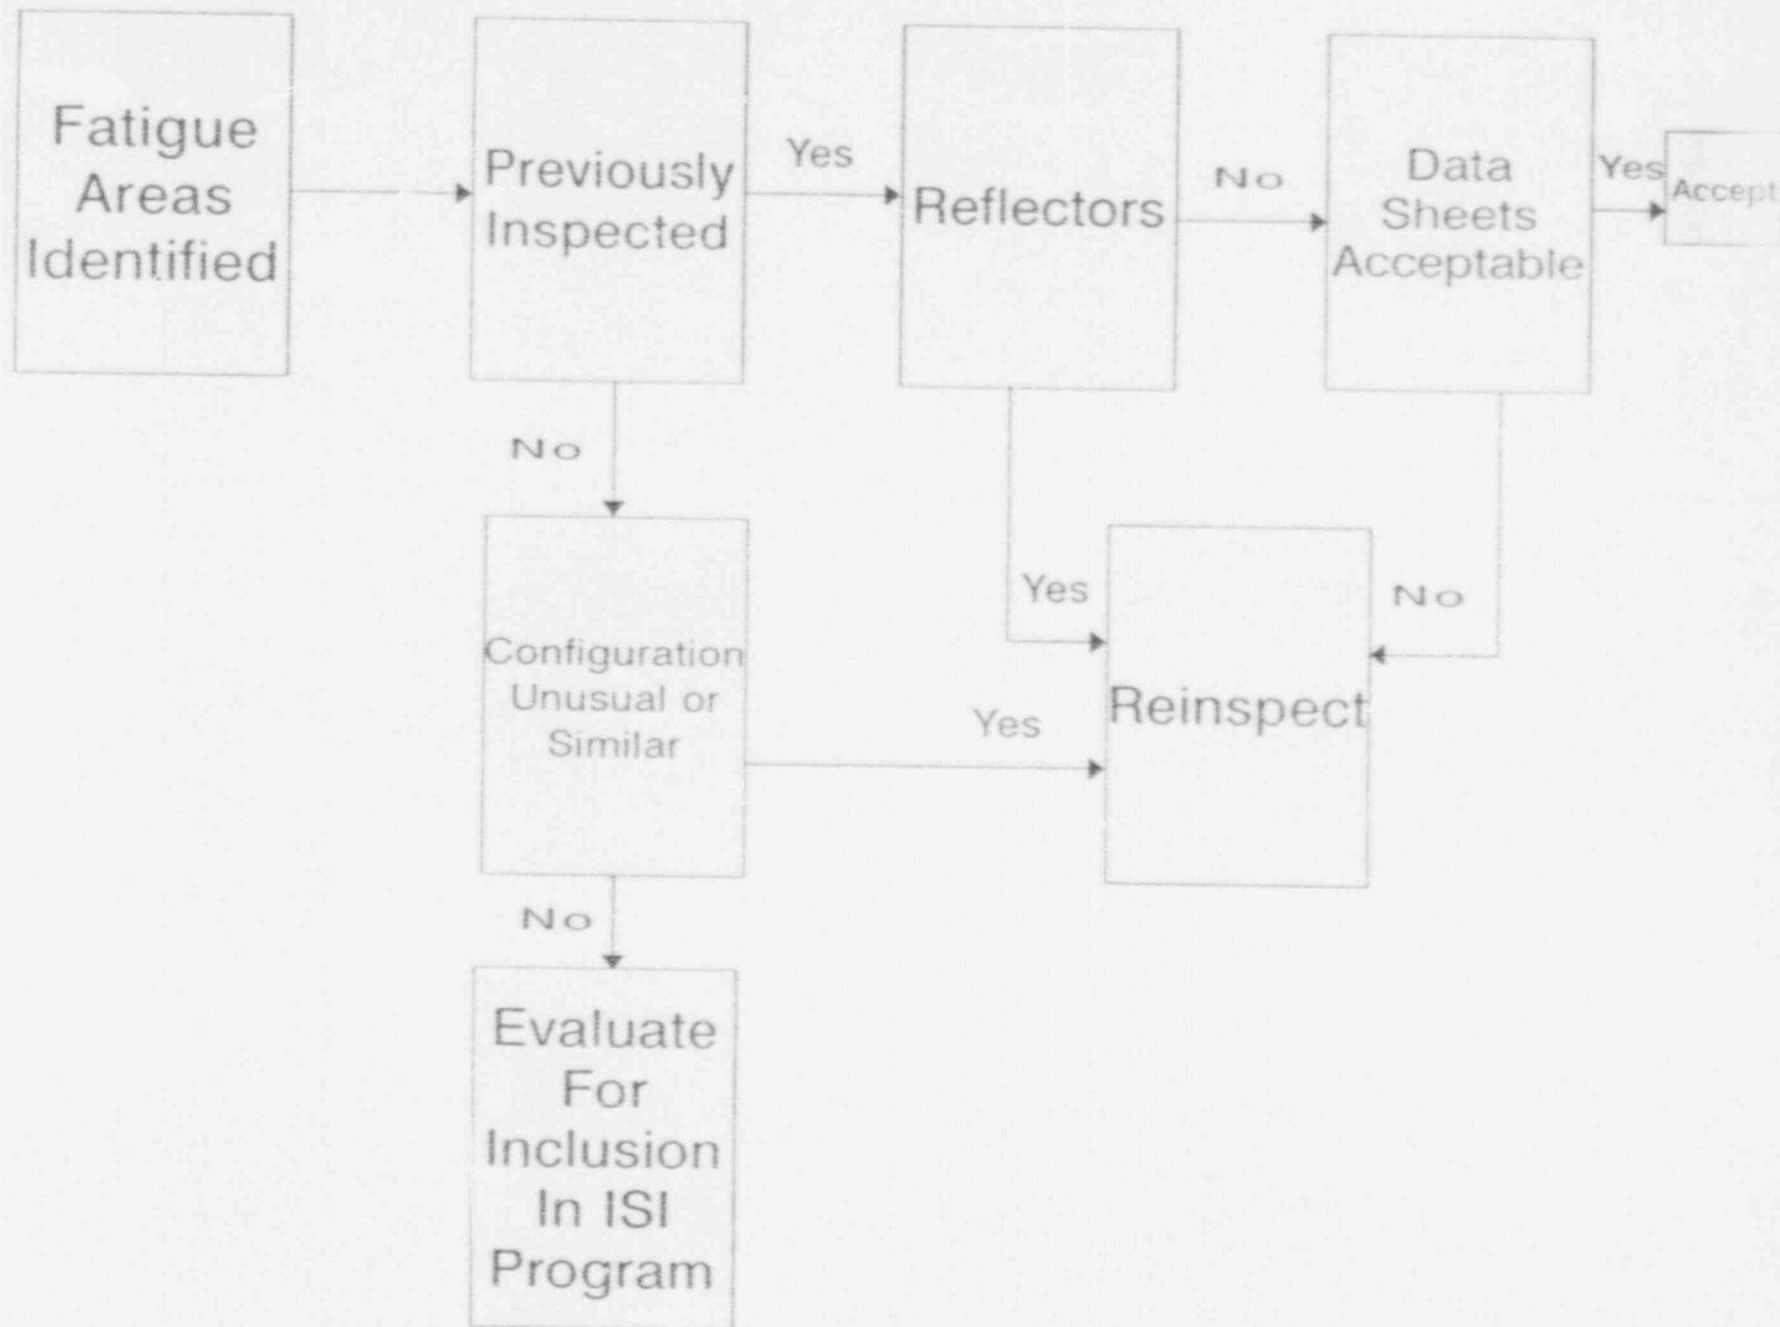 Fatigue
Areas
Identified
Previously
Inspected
Yes
Reflectors
No
Data
Sheets
Acceptable
Yes
Accept
No
Configuration
Unusual or
Similar
Yes
Yes
No
Reinspect
No
Evaluate
For
Inclusion
In ISI
Program